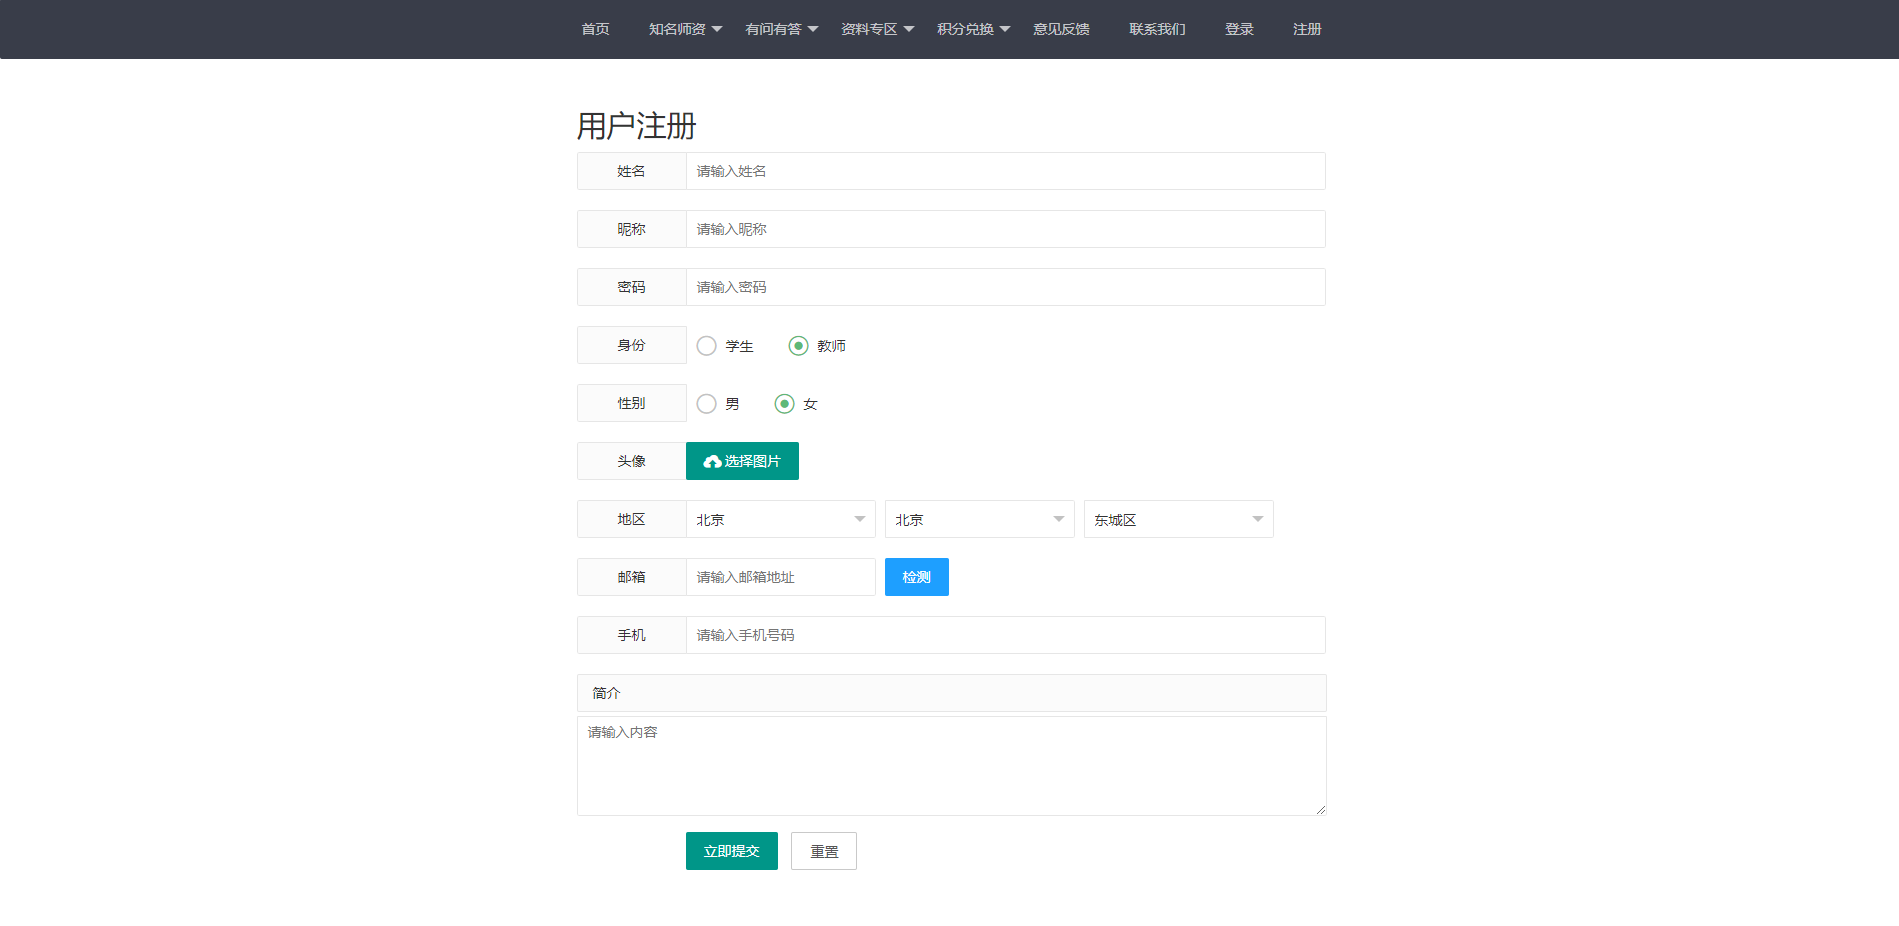 首页 知名师资 有问有答 资料专区 积分兑换 意见反馈 联系我们 登录 注册
用户注册
姓名 请输入姓名
昵称 请输入昵称
密码 请输入密码
身份 学生 教师
性别 男 女
头像 选择图片
地区 北京 北京 东城区
邮箱 请输入邮箱地址 检测
手机 请输入手机号码
简介
请输入内容
立即提交 重置